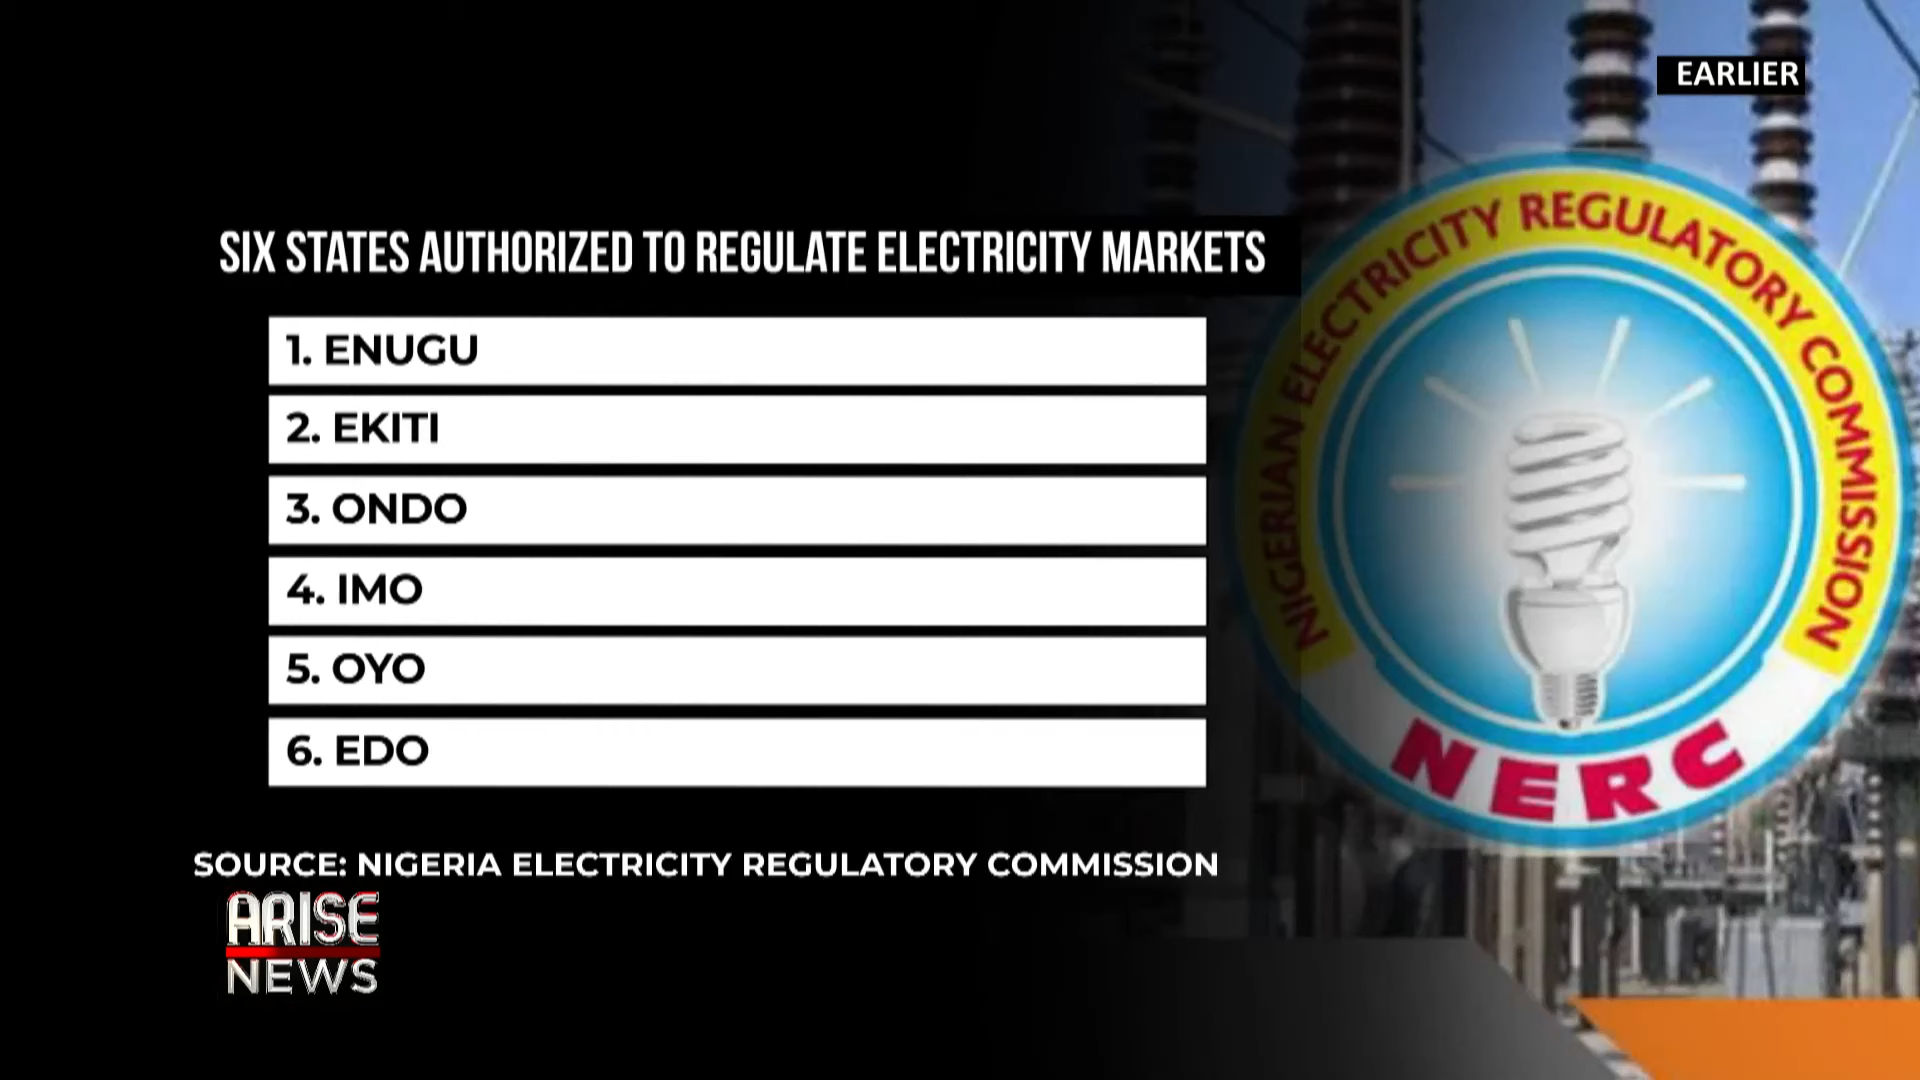 EARLIER
SIX STATES AUTHORIZED TO REGULATE ELECTRICITY MARKETS
1. ENUGU
2. EKITI
3. ONDO
4. IMO
5. OYO
6. EDO
NIGERIAN ELECTRICITY REGULATORY COMMISSION
NERC
SOURCE: NIGERIA ELECTRICITY REGULATORY COMMISSION
ARISE
NEWS